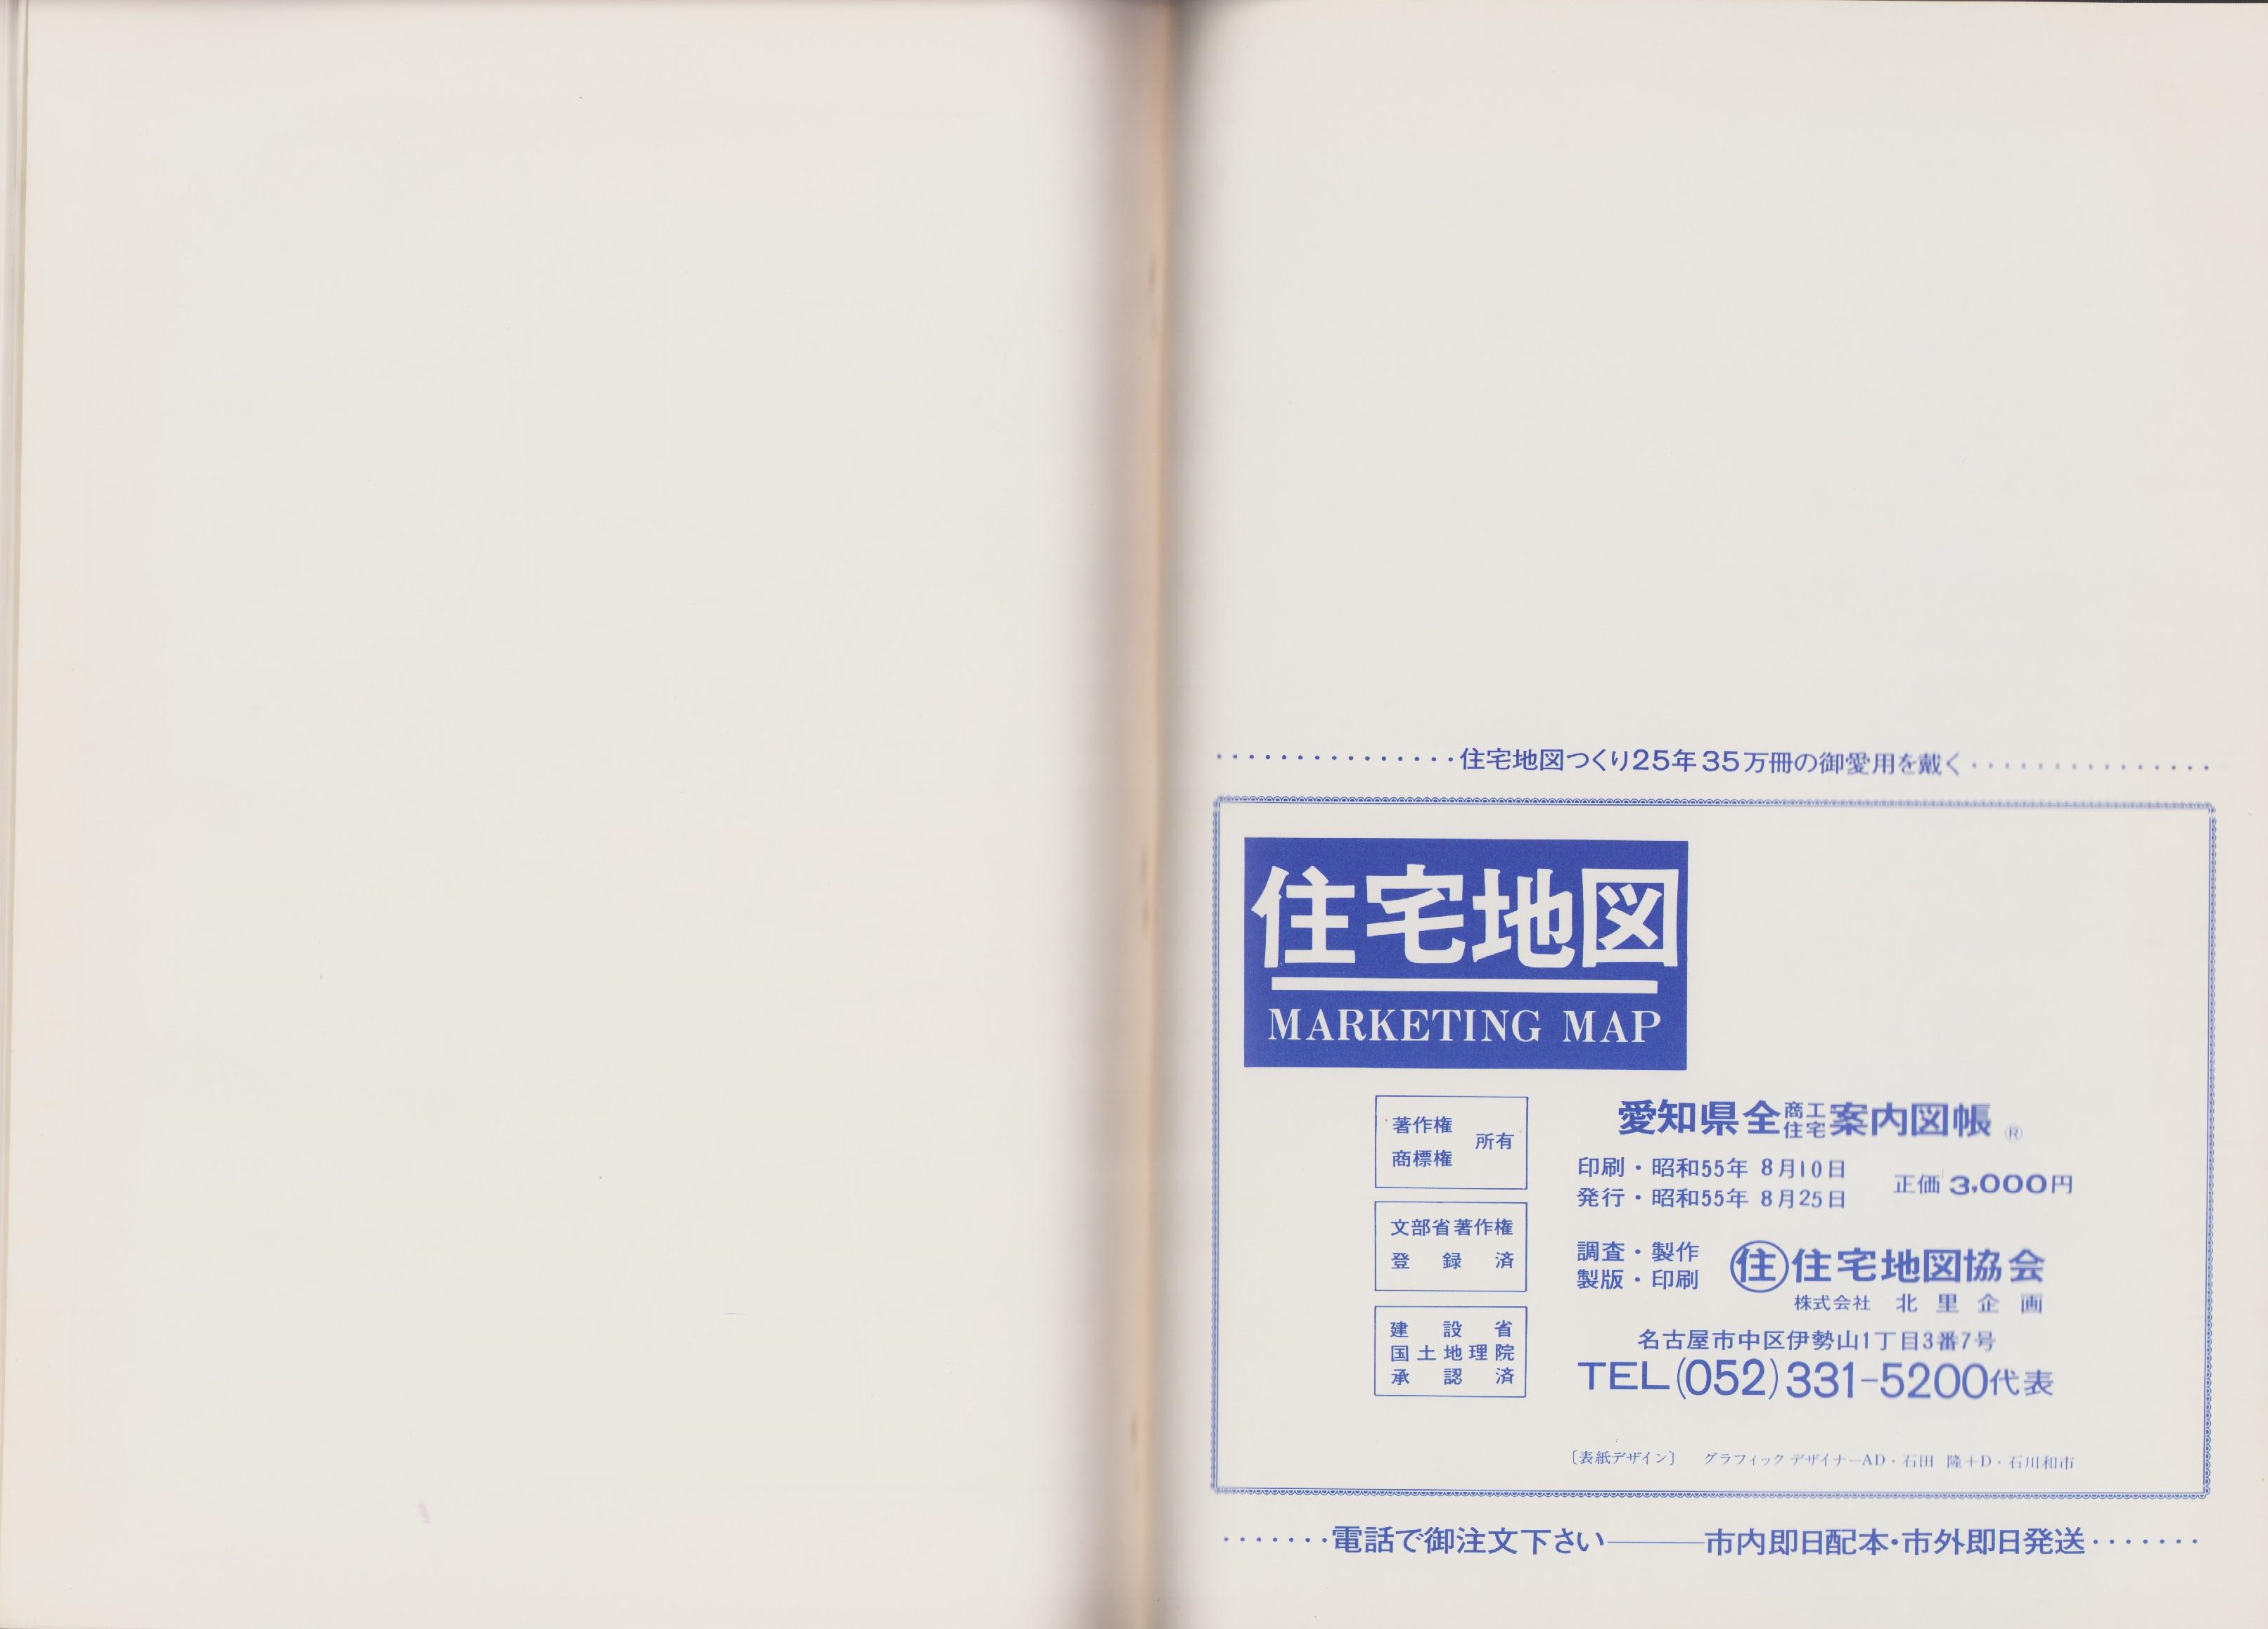 ···············住宅地図つくり25年35万冊の御愛用を戴く···············
住宅地図
MARKETING MAP
著作権
商標権
所有
文部省著作権
登録済
建設省
国土地理院
承認済
愛知県全商工住宅案内図帳 ®
印刷・昭和55年 8月10日
発行・昭和55年 8月25日
正価 3,000円
調査・製作
製版・印刷
住 住宅地図協会
株式会社 北里企画
名古屋市中区伊勢山1丁目3番7号
TEL(052)331-5200代表
〔表紙デザイン〕 グラフィックデザイナーAD・石田 隆+D・石川和市
·······電話で御注文下さい———市内即日配本・市外即日発送·······